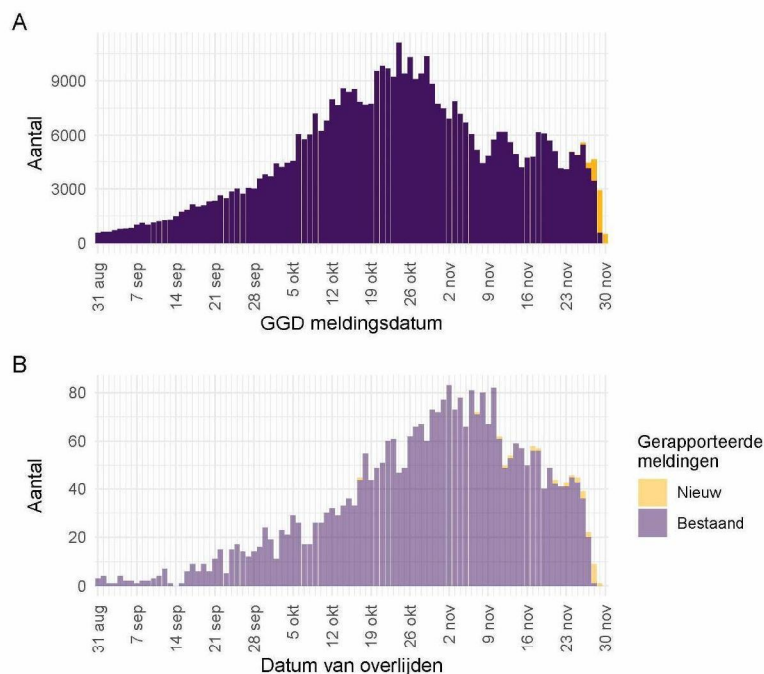 A
Aantal
9000
6000
3000
0
31 aug
7 sep
14 sep
21 sep
28 sep
5 okt
12 okt
19 okt
26 okt
2 nov
9 nov
16 nov
23 nov
30 nov
GGD meldingsdatum
B
Aantal
80
60
40
20
0
31 aug
7 sep
14 sep
21 sep
28 sep
5 okt
12 okt
19 okt
26 okt
2 nov
9 nov
16 nov
23 nov
30 nov
Datum van overlijden
Gerapporteerde
meldingen
Nieuw
Bestaand